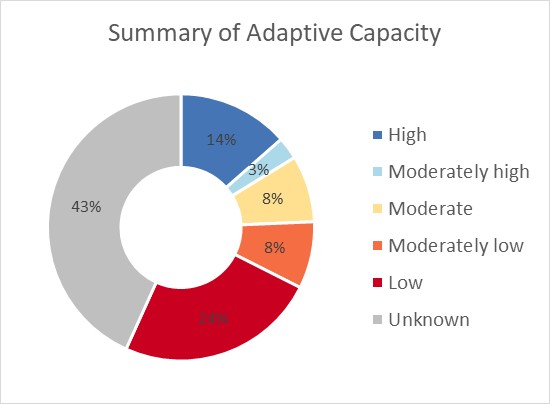 Summary of Adaptive Capacity
14%
3%
8%
8%
24%
43%
High
Moderately high
Moderate
Moderately low
Low
Unknown